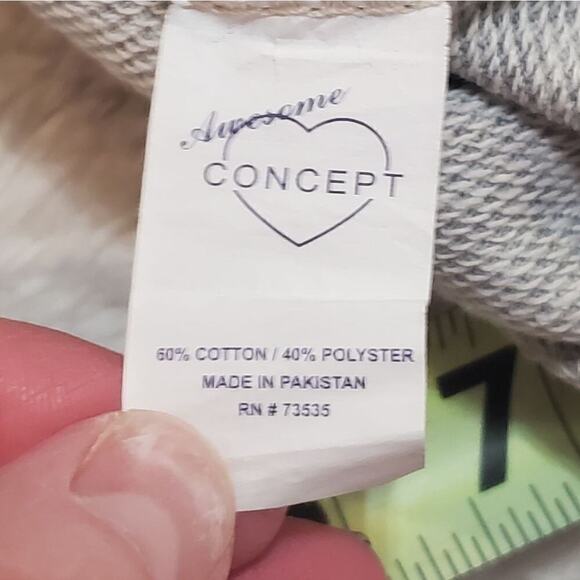 Awesome
CONCEPT
60% COTTON / 40% POLYSTER
MADE IN PAKISTAN
RN # 73535
7